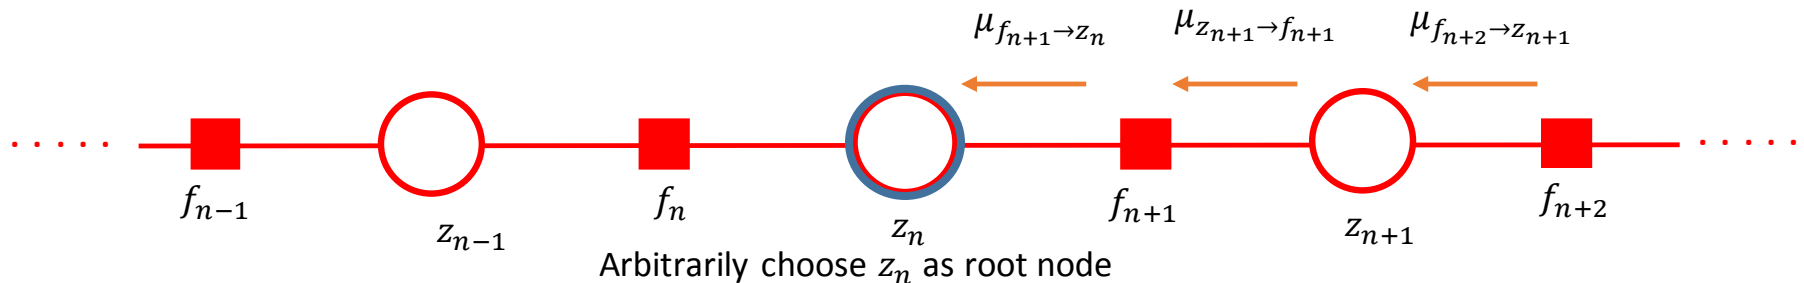 μ_{f_{n+1}→z_n} μ_{z_{n+1}→f_{n+1}} μ_{f_{n+2}→z_{n+1}}
f_{n−1} z_{n−1} f_n z_n f_{n+1} z_{n+1} f_{n+2}
Arbitrarily choose z_n as root node